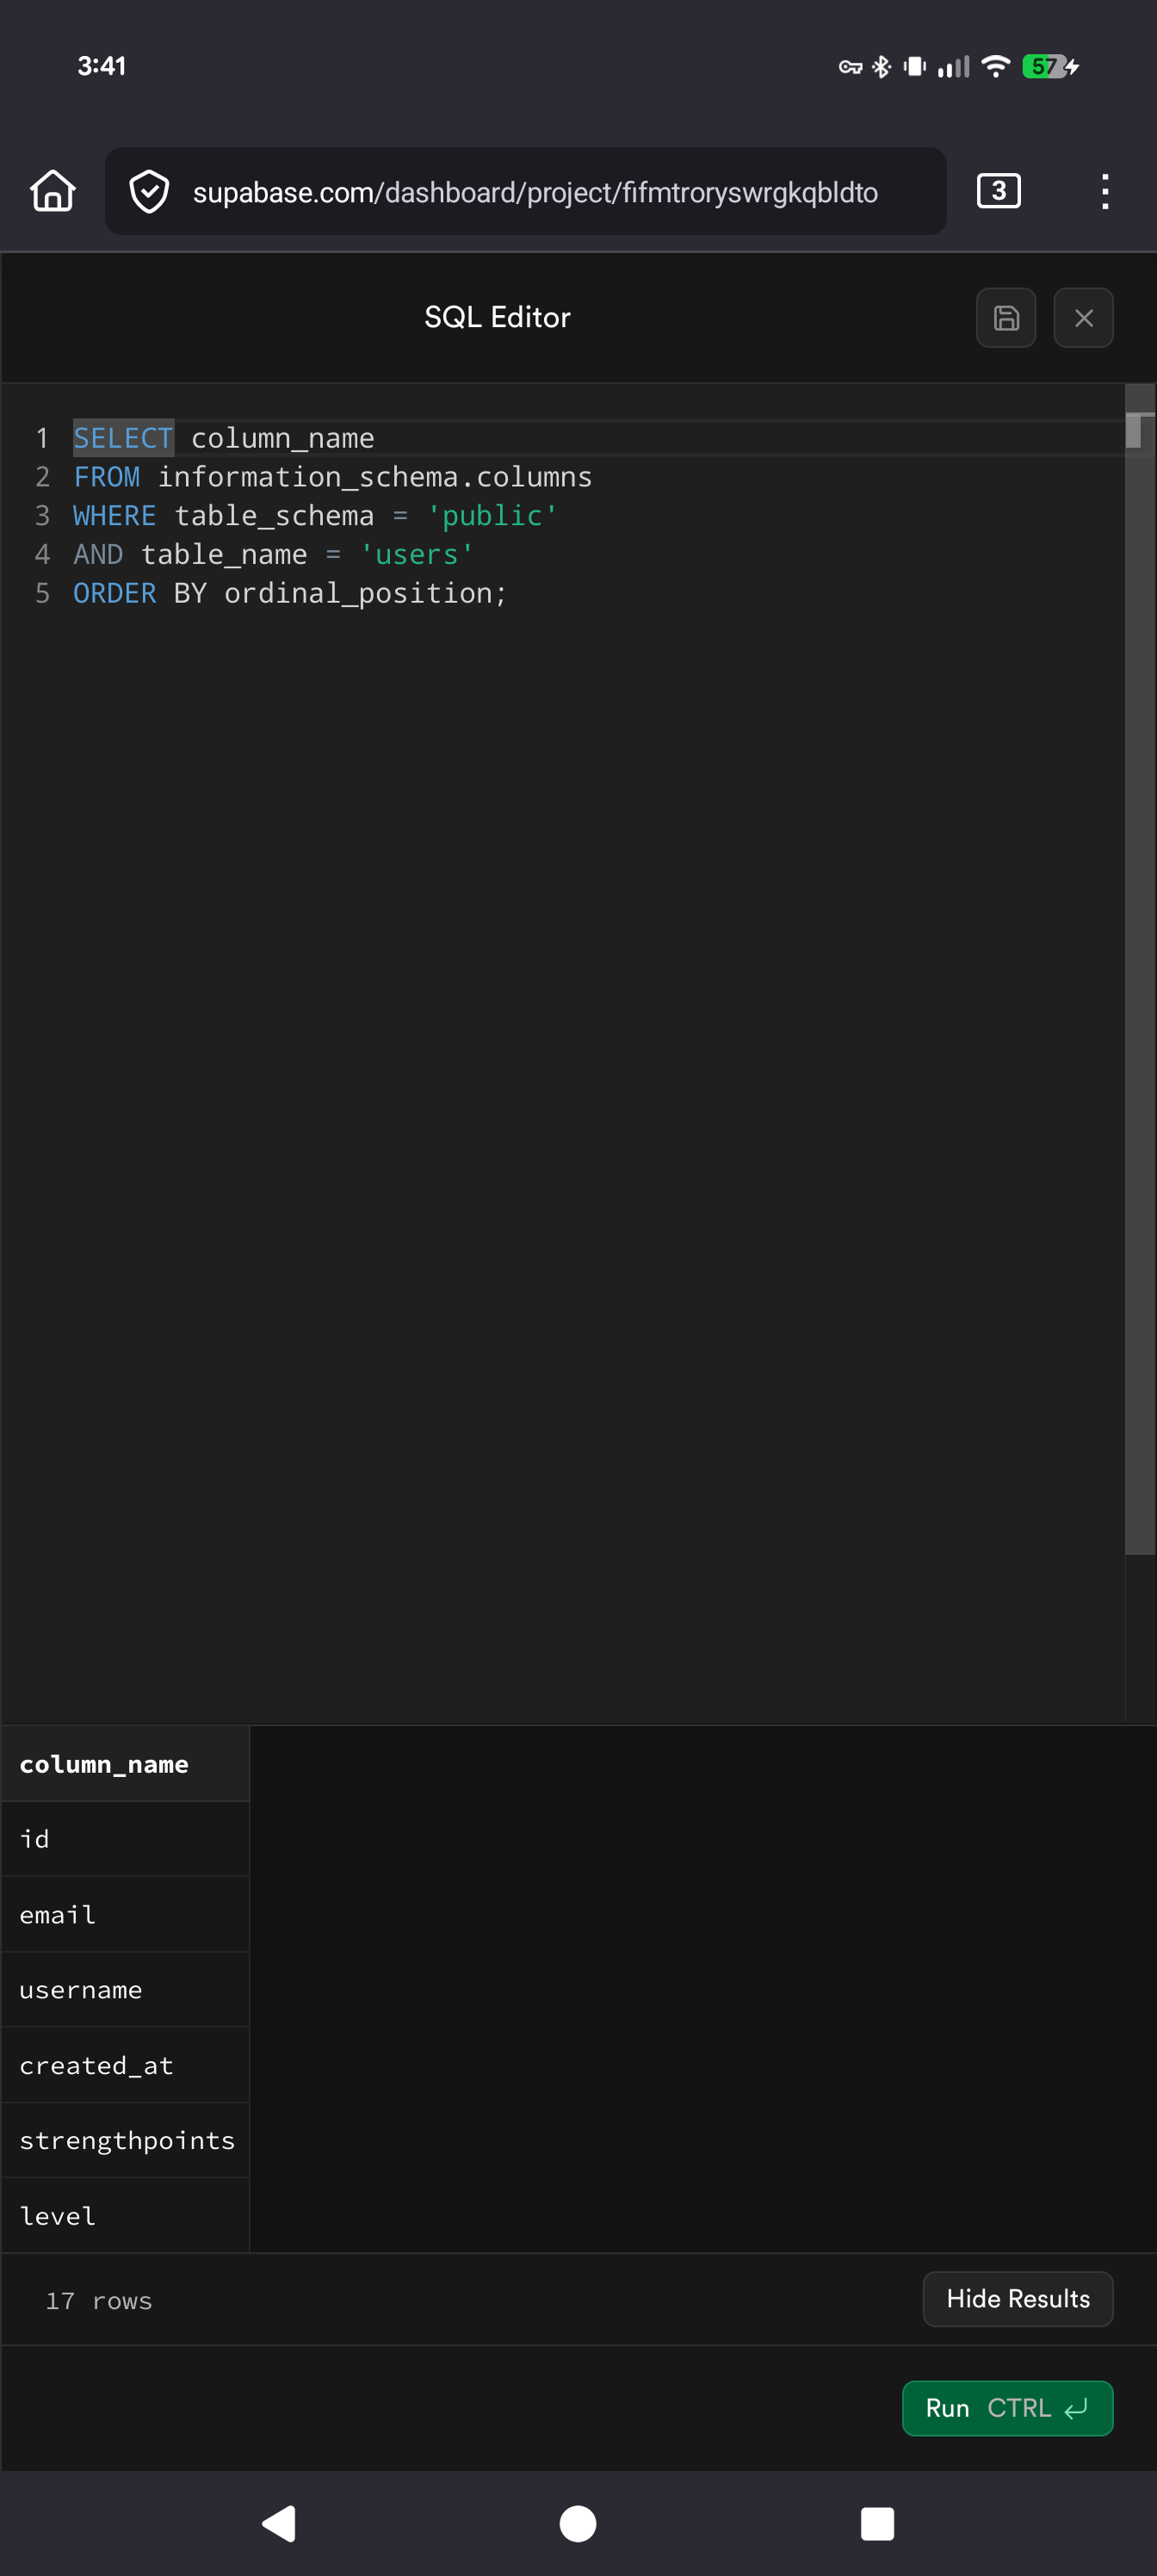 3:41
57
supabase.com/dashboard/project/fifmtroryswrgkqbldto
3
SQL Editor
1 SELECT column_name
2 FROM information_schema.columns
3 WHERE table_schema = 'public'
4 AND table_name = 'users'
5 ORDER BY ordinal_position;
column_name
id
email
username
created_at
strengthpoints
level
17 rows
Hide Results
Run CTRL